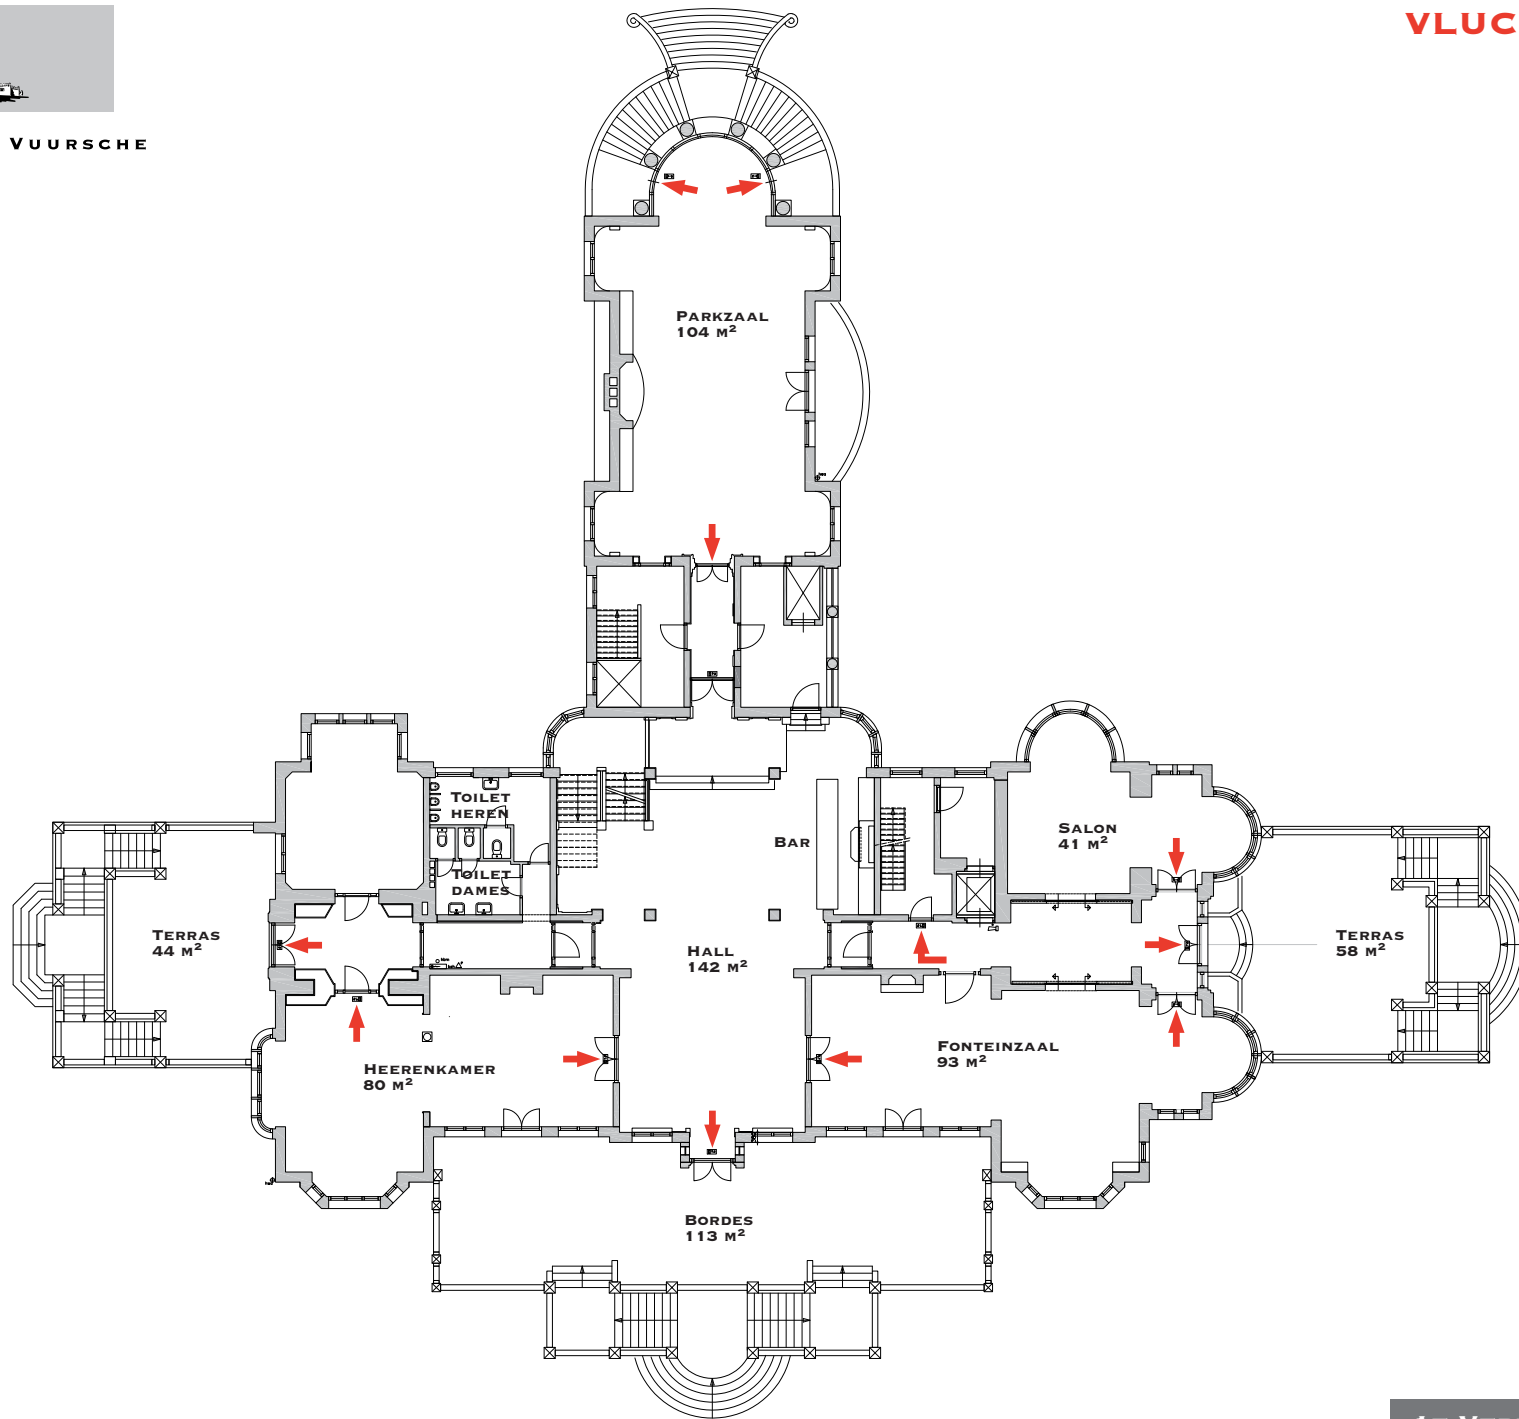 VLUC
VUURSCHE
PARKZAAL
104 M²
TOILET
HEREN
BAR
SALON
41 M²
TOILET
DAMES
TERRAS
44 M²
HALL
142 M²
TERRAS
58 M²
HEERENKAMER
80 M²
FONTEINZAAL
93 M²
BORDES
113 M²